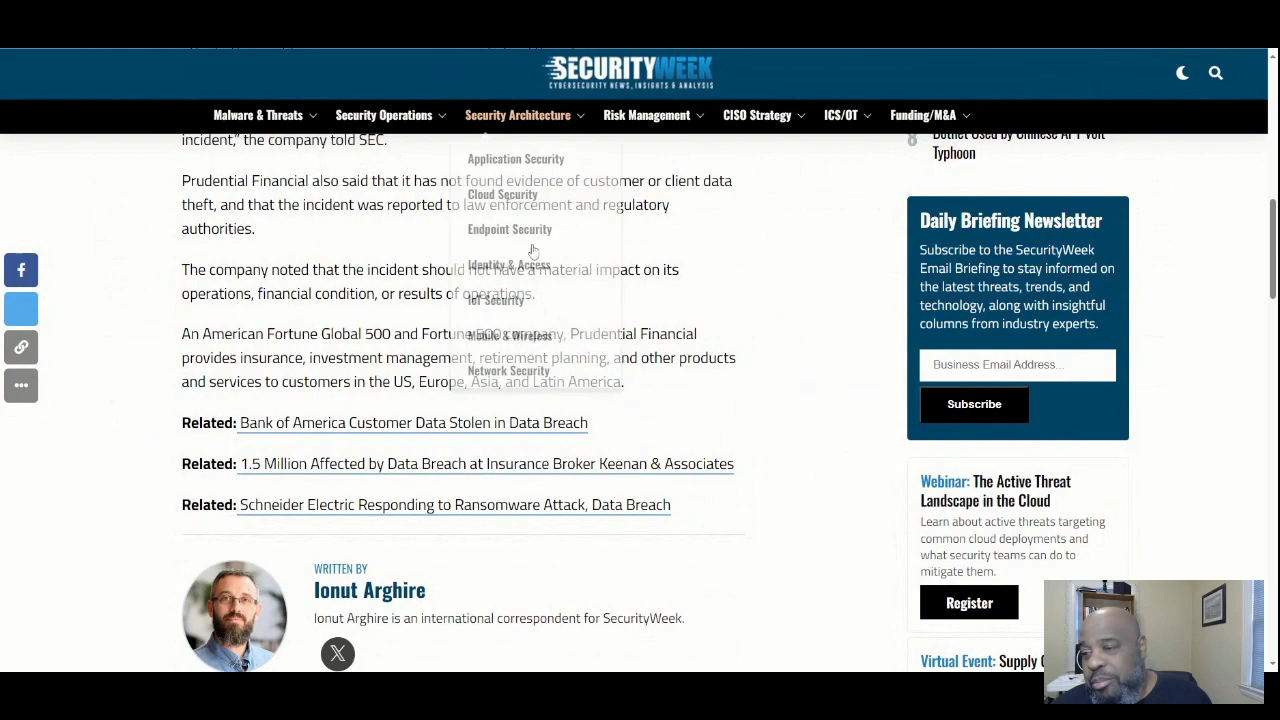 SECURITYWEEK
CYBERSECURITY NEWS, INSIGHTS & ANALYSIS
Malware & Threats
Security Operations
Security Architecture
Risk Management
CISO Strategy
ICS/OT
Funding/M&A
incident,” the company told SEC.
Prudential Financial also said that it has not found evidence of customer or client data
theft, and that the incident was reported to law enforcement and regulatory
authorities.
The company noted that the incident should not have a material impact on its
operations, financial condition, or results of operations.
An American Fortune Global 500 and Fortune 500 company, Prudential Financial
provides insurance, investment management, retirement planning, and other products
and services to customers in the US, Europe, Asia, and Latin America.
Application Security
Cloud Security
Endpoint Security
Identity & Access
IoT Security
Mobile & Wireless
Network Security
Related: Bank of America Customer Data Stolen in Data Breach
Related: 1.5 Million Affected by Data Breach at Insurance Broker Keenan & Associates
Related: Schneider Electric Responding to Ransomware Attack, Data Breach
WRITTEN BY
Ionut Arghire
Ionut Arghire is an international correspondent for SecurityWeek.
8
Botnet Used by Chinese APT Volt
Typhoon
Daily Briefing Newsletter
Subscribe to the SecurityWeek
Email Briefing to stay informed on
the latest threats, trends, and
technology, along with insightful
columns from industry experts.
Business Email Address...
Subscribe
Webinar: The Active Threat
Landscape in the Cloud
Learn about active threats targeting
common cloud deployments and
what security teams can do to
mitigate them.
Register
Virtual Event: Supply